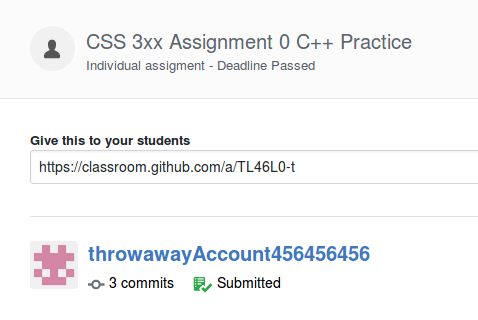 CSS 3xx Assignment 0 C++ Practice
Individual assigment - Deadline Passed
Give this to your students
https://classroom.github.com/a/TL46L0-t
throwawayAccount456456456
3 commits Submitted